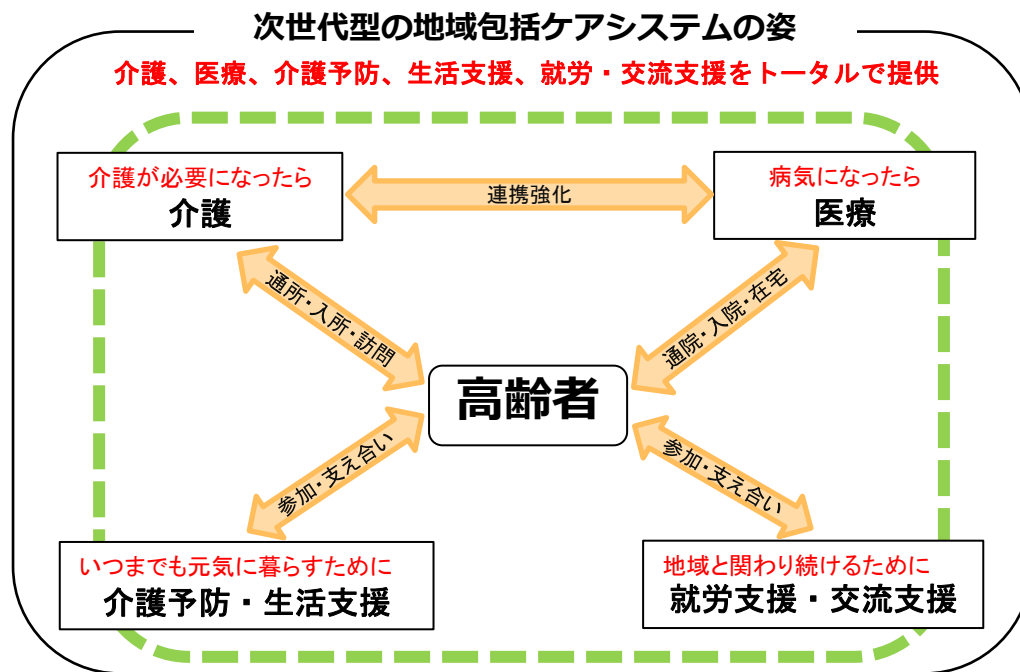 次世代型の地域包括ケアシステムの姿
介護、医療、介護予防、生活支援、就労・交流支援をトータルで提供
介護が必要になったら
介護
連携強化
病気になったら
医療
通所・入所・訪問
通院・入院・在宅
高齢者
参加・支え合い
参加・支え合い
いつまでも元気に暮らすために
介護予防・生活支援
地域と関わり続けるために
就労支援・交流支援